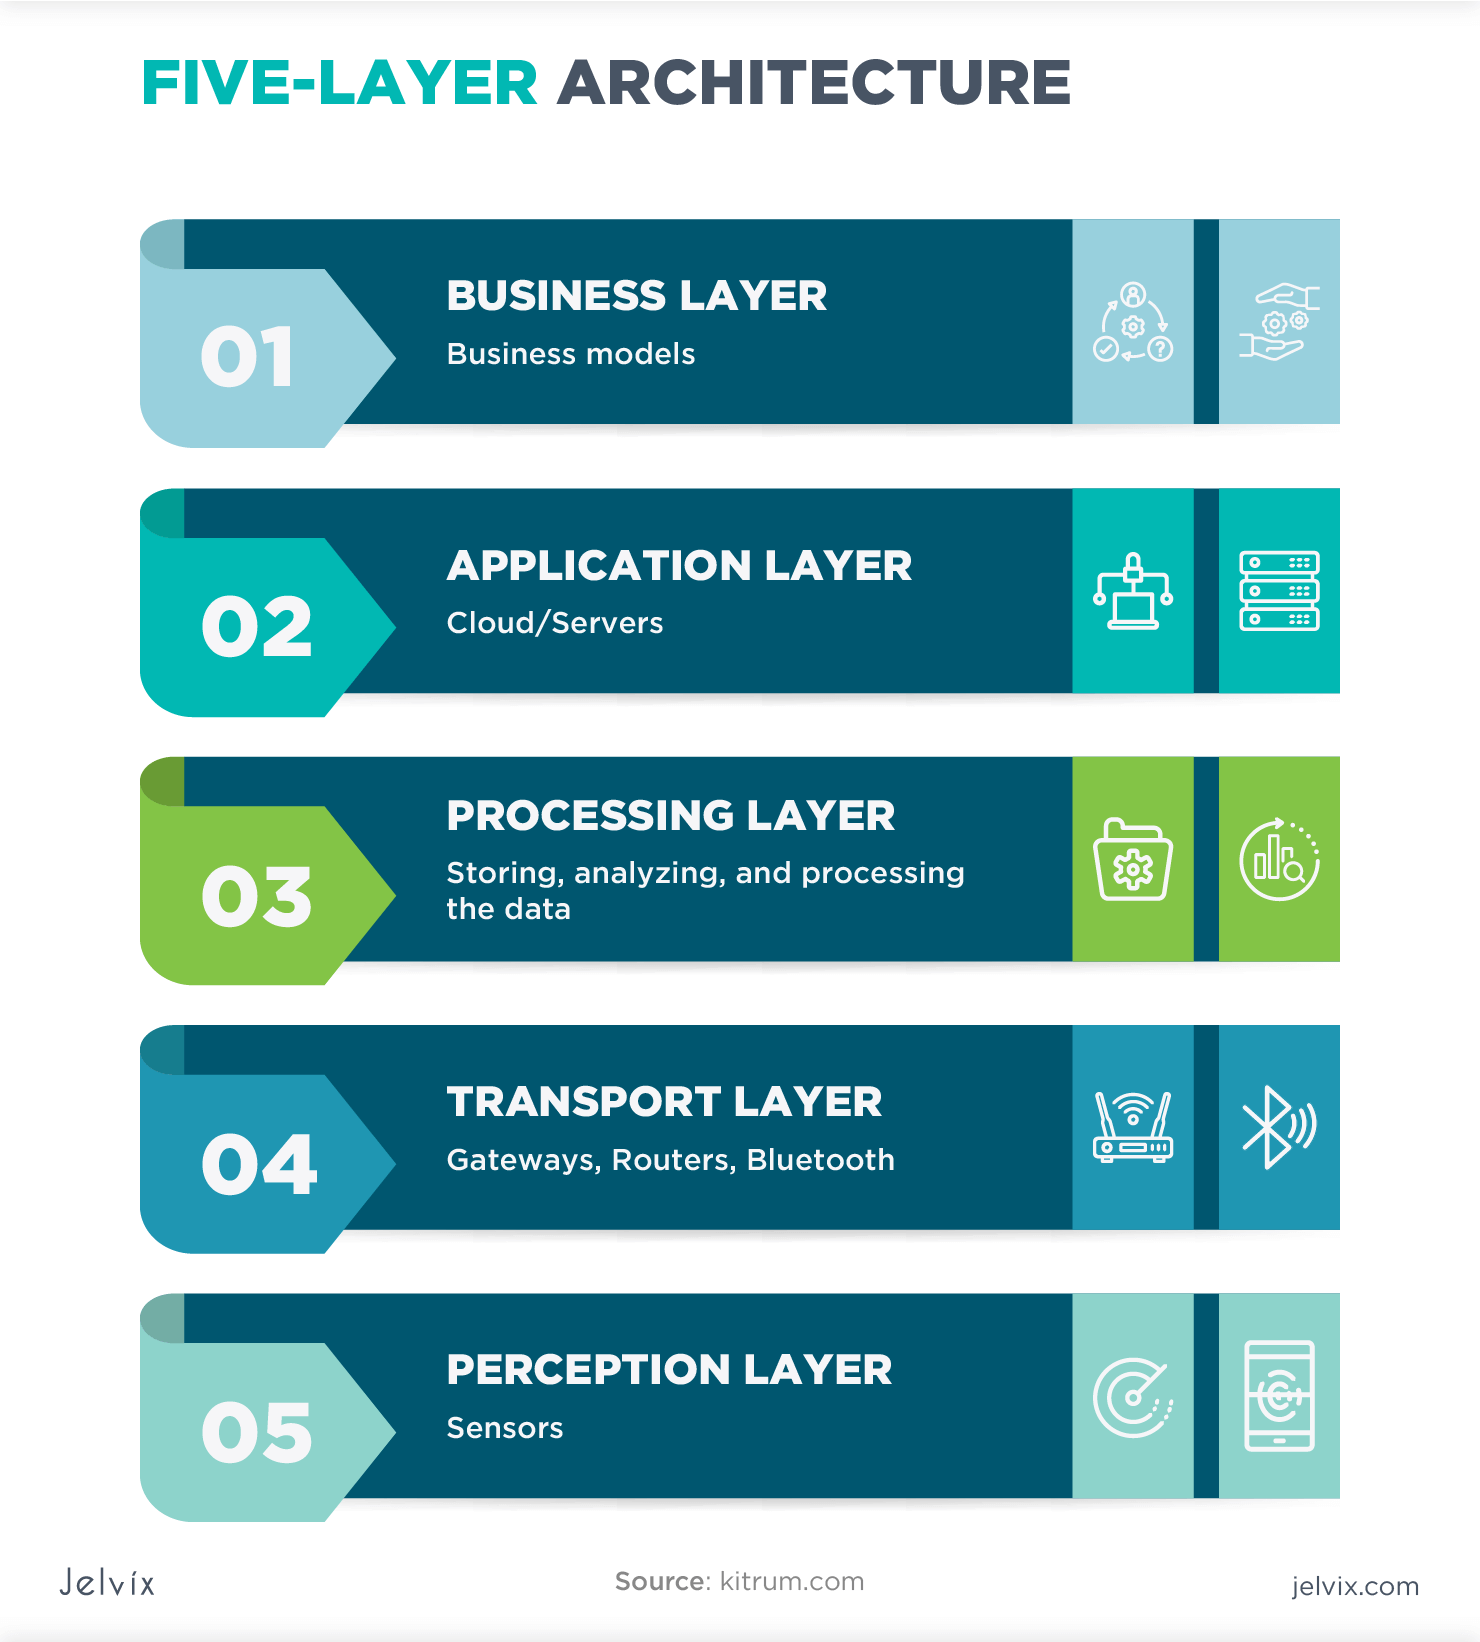 FIVE-LAYER ARCHITECTURE
01
BUSINESS LAYER
Business models
02
APPLICATION LAYER
Cloud/Servers
03
PROCESSING LAYER
Storing, analyzing, and processing
the data
04
TRANSPORT LAYER
Gateways, Routers, Bluetooth
05
PERCEPTION LAYER
Sensors
Jelvix
Source: kitrum.com
jelvix.com